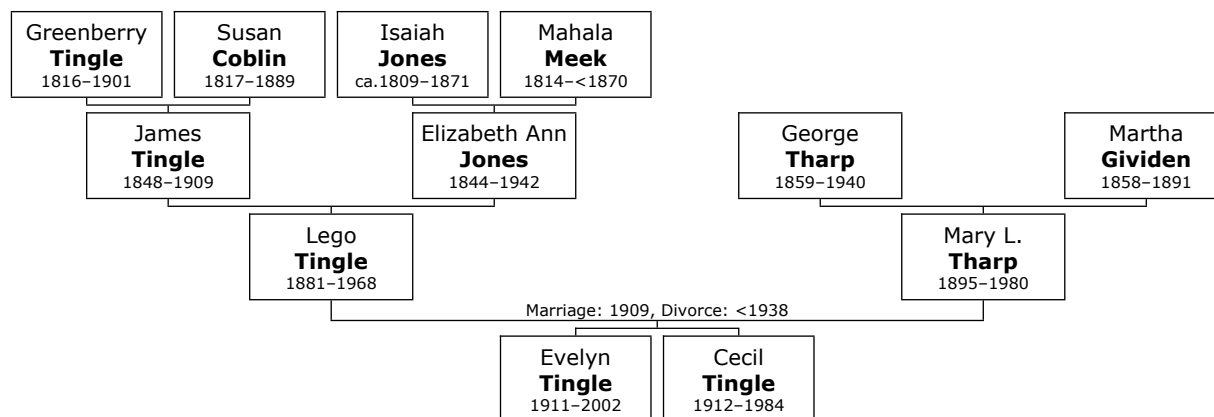 Greenberry
Tingle
1816–1901
Susan
Coblin
1817–1889
Isaiah
Jones
ca.1809–1871
Mahala
Meek
1814–<1870
James
Tingle
1848–1909
Elizabeth Ann
Jones
1844–1942
George
Tharp
1859–1940
Martha
Gividen
1858–1891
Lego
Tingle
1881–1968
Mary L.
Tharp
1895–1980
Marriage: 1909, Divorce: <1938
Evelyn
Tingle
1911–2002
Cecil
Tingle
1912–1984